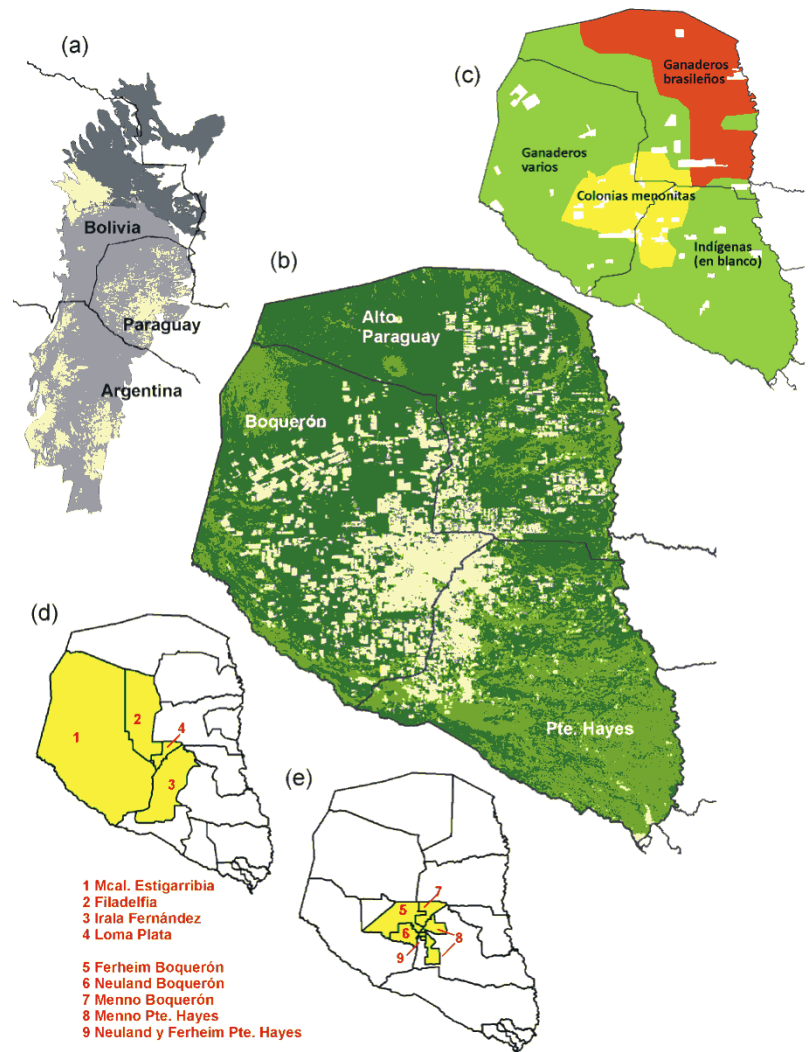 (a)
Bolivia
Paraguay
Argentina
(c)
Ganaderos
brasileños
Ganaderos
varios
Colonias menonitas
Indígenas
(en blanco)
(b)
Alto
Paraguay
Boquerón
Pte. Hayes
(d)
1
2
4
3
1 Mcal. Estigarribia
2 Filadelfia
3 Irala Fernández
4 Loma Plata
5 Ferheim Boquerón
6 Neuland Boquerón
7 Menno Boquerón
8 Menno Pte. Hayes
9 Neuland y Ferheim Pte. Hayes
(e)
7
5
6
8
9